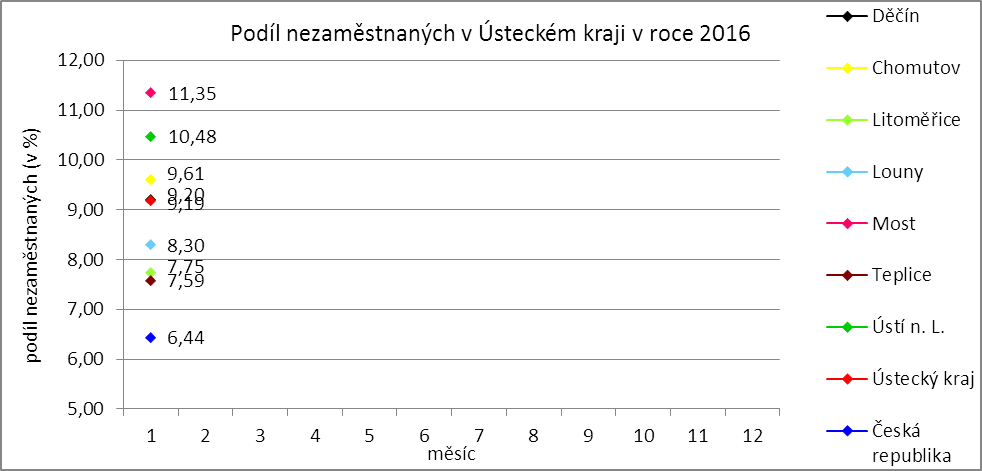 Podíl nezaměstnaných v Ústeckém kraji v roce 2016
podíl nezaměstnaných (v %)
12,00
11,00
10,00
9,00
8,00
7,00
6,00
5,00
11,35
10,48
9,61
9,20
9,19
8,30
7,75
7,59
6,44
1 2 3 4 5 6 7 8 9 10 11 12
měsíc
Děčín
Chomutov
Litoměřice
Louny
Most
Teplice
Ústí n. L.
Ústecký kraj
Česká
republika